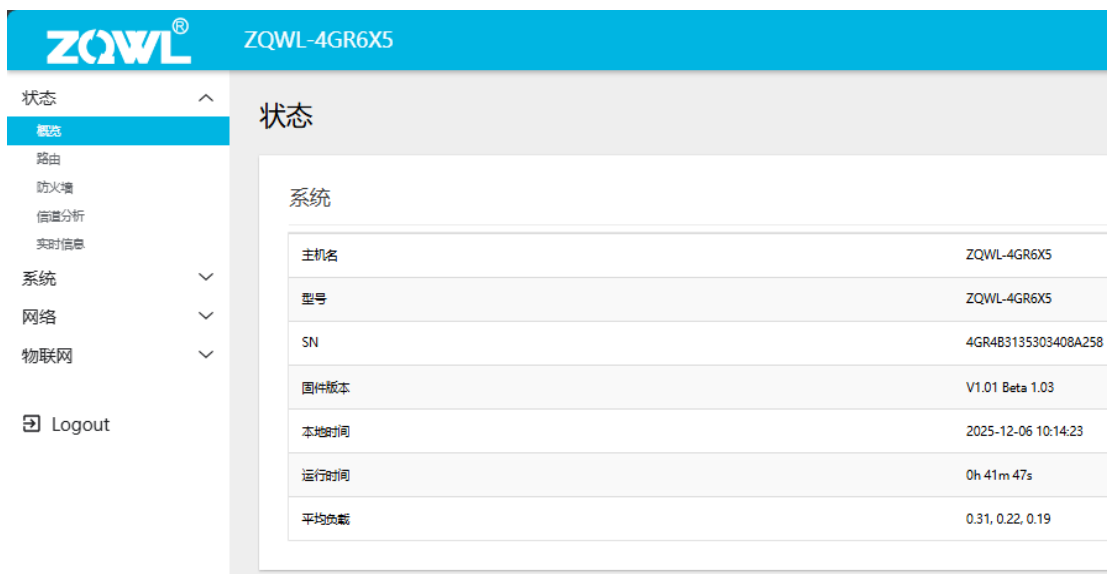 ZQWL®
ZQWL-4GR6X5
状态
概览
路由
防火墙
信道分析
实时信息
系统
网络
物联网
Logout
状态
系统
主机名 ZQWL-4GR6X5
型号 ZQWL-4GR6X5
SN 4GR4B3135303408A258
固件版本 V1.01 Beta 1.03
本地时间 2025-12-06 10:14:23
运行时间 0h 41m 47s
平均负载 0.31, 0.22, 0.19